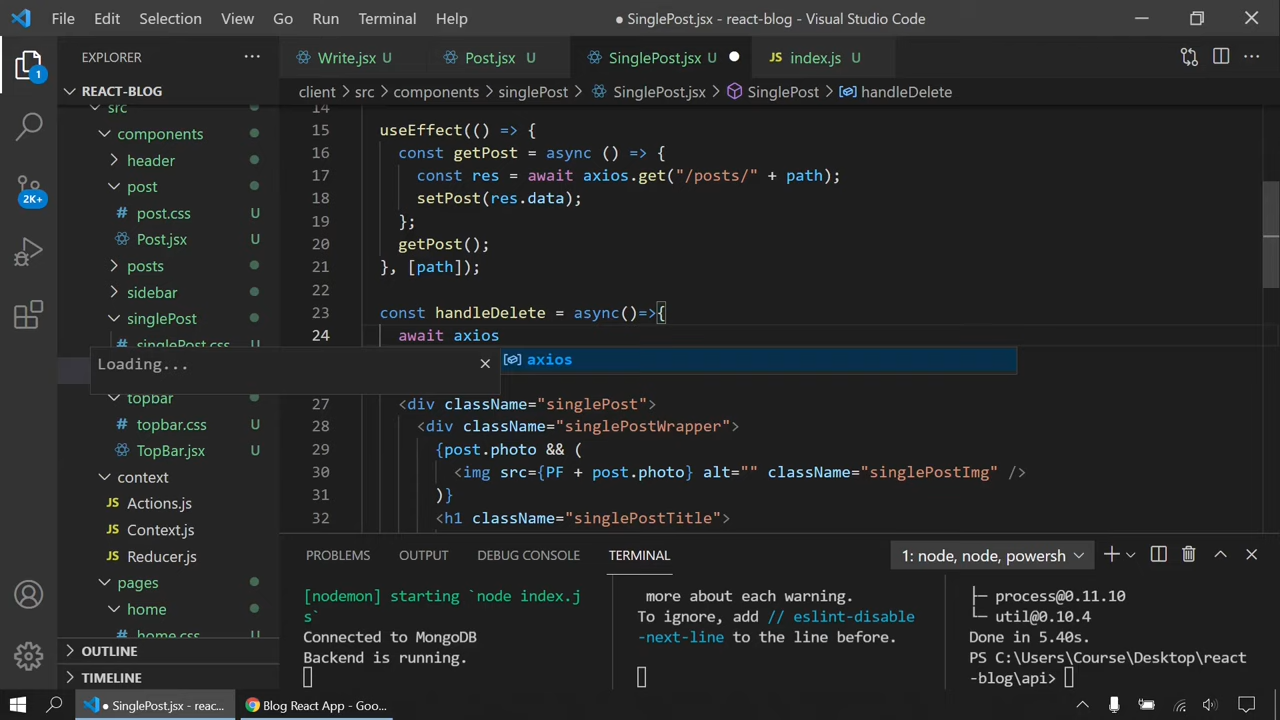 File Edit Selection View Go Run Terminal Help
● SinglePost.jsx - react-blog - Visual Studio Code
EXPLORER
1
2K+
REACT-BLOG
src
components
header
post
# post.css U
Post.jsx U
posts
sidebar
singlePost
singlePost.css
Loading...
topbar
# topbar.css U
TopBar.jsx U
context
JS Actions.js
JS Context.js
JS Reducer.js
pages
home
home.css
OUTLINE
TIMELINE
Write.jsx U
Post.jsx U
SinglePost.jsx U ●
JS index.js U
client > src > components > singlePost > SinglePost.jsx > SinglePost > handleDelete
14
15 useEffect(() => {
16 const getPost = async () => {
17 const res = await axios.get("/posts/" + path);
18 setPost(res.data);
19 };
20 getPost();
21 }, [path]);
22
23 const handleDelete = async()=>{
24 await axios
axios
27 <div className="singlePost">
28 <div className="singlePostWrapper">
29 {post.photo && (
30 <img src={PF + post.photo} alt="" className="singlePostImg" />
31 )}
32 <h1 className="singlePostTitle">
PROBLEMS OUTPUT DEBUG CONSOLE TERMINAL
1: node, node, powersh
[nodemon] starting `node index.j
s`
Connected to MongoDB
Backend is running.
more about each warning.
To ignore, add // eslint-disable
-next-line to the line before.
├─ process@0.11.10
└─ util@0.10.4
Done in 5.40s.
PS C:\Users\Course\Desktop\react
-blog\api>
● SinglePost.jsx - reac...
Blog React App - Goo...